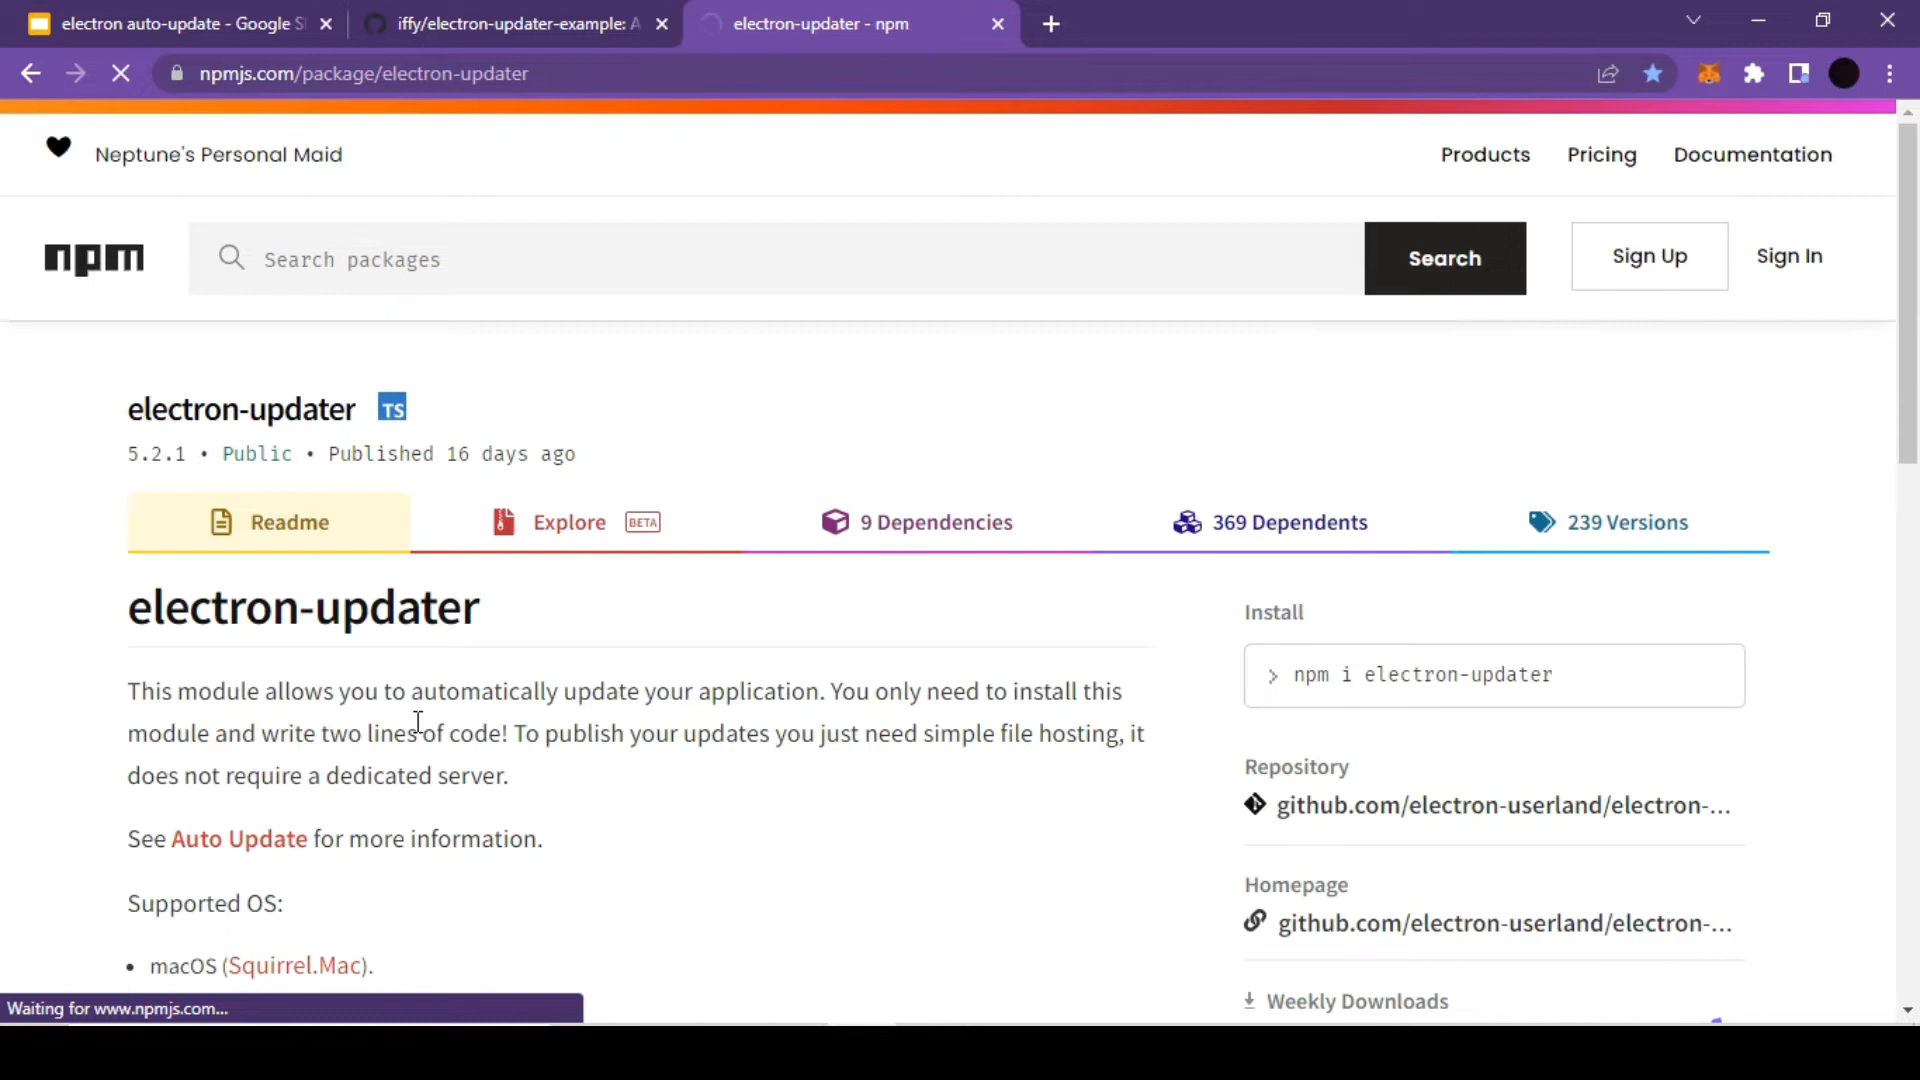 electron auto-update - Google S
iffy/electron-updater-example: A
electron-updater - npm
npmjs.com/package/electron-updater
Neptune's Personal Maid
Products
Pricing
Documentation
npm
Search packages
Search
Sign Up
Sign In
electron-updater TS
5.2.1 • Public • Published 16 days ago
Readme
Explore BETA
9 Dependencies
369 Dependents
239 Versions
electron-updater
This module allows you to automatically update your application. You only need to install this
module and write two lines of code! To publish your updates you just need simple file hosting, it
does not require a dedicated server.
See Auto Update for more information.
Supported OS:
• macOS (Squirrel.Mac).
Install
> npm i electron-updater
Repository
github.com/electron-userland/electron-...
Homepage
github.com/electron-userland/electron-...
Weekly Downloads
Waiting for www.npmjs.com...